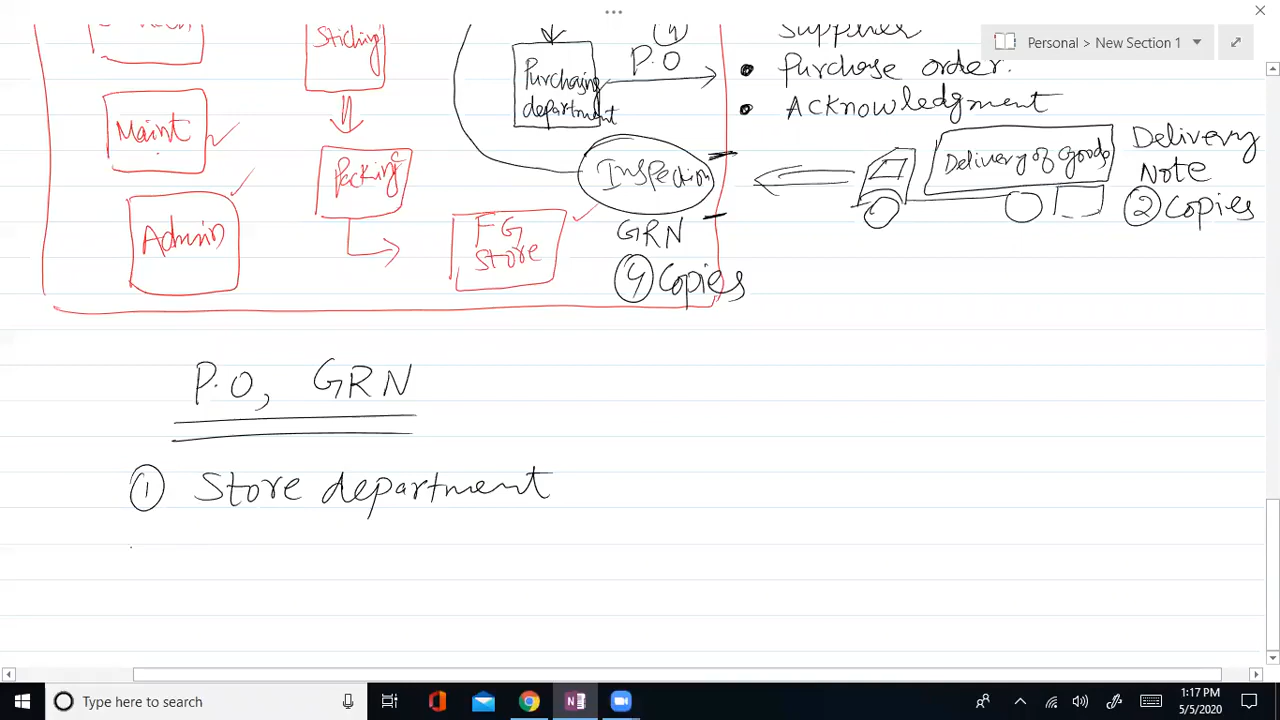 Personal > New Section 1
Stiching
Maint
Packing
Admin
FG
Store
④
P.O
Purchasing
department
Inspection
GRN
④ Copies
Supplier
• Purchase order.
• Acknowledgment
Delivery of Goods
Delivery
Note
② Copies
P.O, GRN
① Store department
Type here to search
1:17 PM
5/5/2020